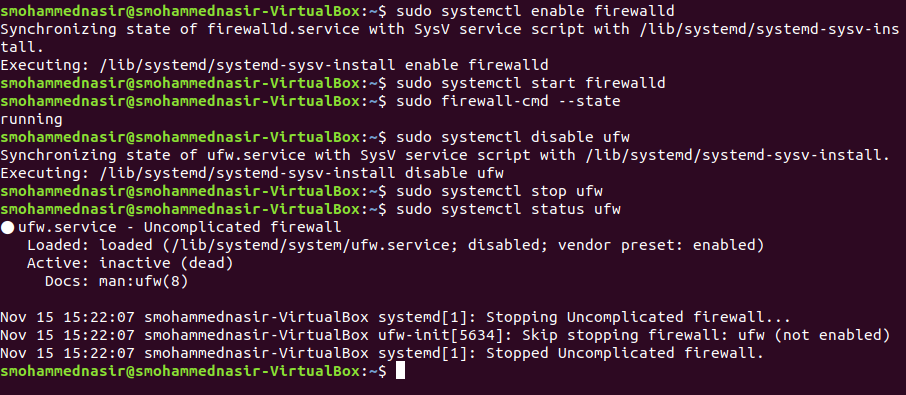 smohammednasir@smohammednasir-VirtualBox:~$ sudo systemctl enable firewalld
Synchronizing state of firewalld.service with SysV service script with /lib/systemd/systemd-sysv-ins
tall.
Executing: /lib/systemd/systemd-sysv-install enable firewalld
smohammednasir@smohammednasir-VirtualBox:~$ sudo systemctl start firewalld
smohammednasir@smohammednasir-VirtualBox:~$ sudo firewall-cmd --state
running
smohammednasir@smohammednasir-VirtualBox:~$ sudo systemctl disable ufw
Synchronizing state of ufw.service with SysV service script with /lib/systemd/systemd-sysv-install.
Executing: /lib/systemd/systemd-sysv-install disable ufw
smohammednasir@smohammednasir-VirtualBox:~$ sudo systemctl stop ufw
smohammednasir@smohammednasir-VirtualBox:~$ sudo systemctl status ufw
● ufw.service - Uncomplicated firewall
   Loaded: loaded (/lib/systemd/system/ufw.service; disabled; vendor preset: enabled)
   Active: inactive (dead)
     Docs: man:ufw(8)

Nov 15 15:22:07 smohammednasir-VirtualBox systemd[1]: Stopping Uncomplicated firewall...
Nov 15 15:22:07 smohammednasir-VirtualBox ufw-init[5634]: Skip stopping firewall: ufw (not enabled)
Nov 15 15:22:07 smohammednasir-VirtualBox systemd[1]: Stopped Uncomplicated firewall.
smohammednasir@smohammednasir-VirtualBox:~$